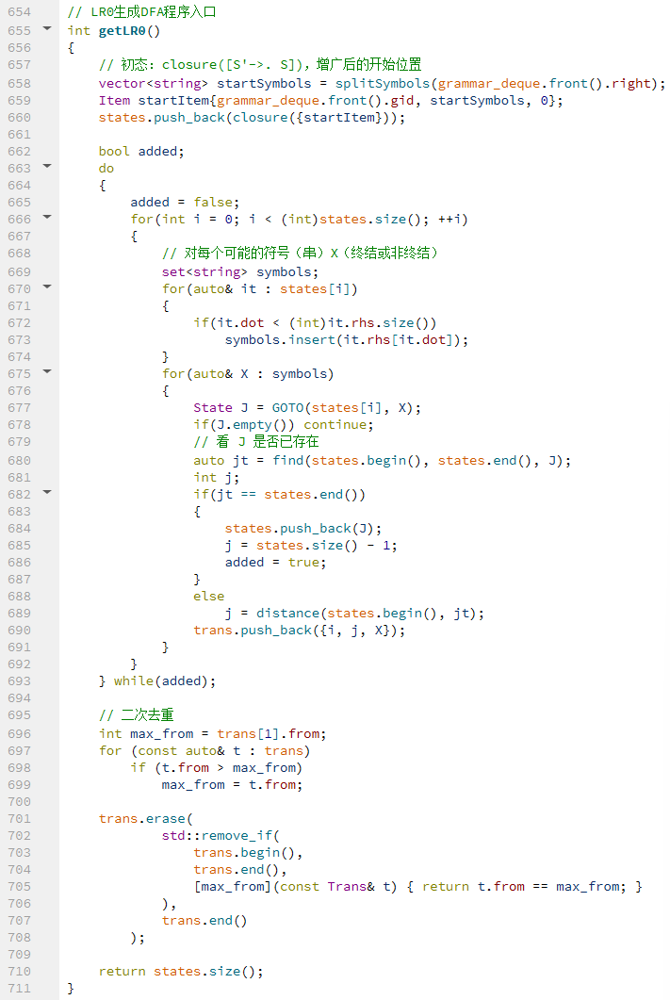 654 // LR0生成DFA程序入口
655 int getLR0()
656 {
657     // 初态：closure([S'->. S])，增广后的开始位置
658     vector<string> startSymbols = splitSymbols(grammar_deque.front().right);
659     Item startItem{grammar_deque.front().gid, startSymbols, 0};
660     states.push_back(closure({startItem}));
661
662     bool added;
663     do
664     {
665         added = false;
666         for(int i = 0; i < (int)states.size(); ++i)
667         {
668             // 对每个可能的符号（串）X（终结或非终结）
669             set<string> symbols;
670             for(auto& it : states[i])
671             {
672                 if(it.dot < (int)it.rhs.size())
673                     symbols.insert(it.rhs[it.dot]);
674             }
675             for(auto& X : symbols)
676             {
677                 State J = GOTO(states[i], X);
678                 if(J.empty()) continue;
679                 // 看 J 是否已存在
680                 auto jt = find(states.begin(), states.end(), J);
681                 int j;
682                 if(jt == states.end())
683                 {
684                     states.push_back(J);
685                     j = states.size() - 1;
686                     added = true;
687                 }
688                 else
689                     j = distance(states.begin(), jt);
690                 trans.push_back({i, j, X});
691             }
692         }
693     } while(added);
694
695     // 二次去重
696     int max_from = trans[1].from;
697     for (const auto& t : trans)
698         if (t.from > max_from)
699             max_from = t.from;
700
701     trans.erase(
702             std::remove_if(
703                 trans.begin(),
704                 trans.end(),
705                 [max_from](const Trans& t) { return t.from == max_from; }
706             ),
707             trans.end()
708         );
709
710     return states.size();
711 }